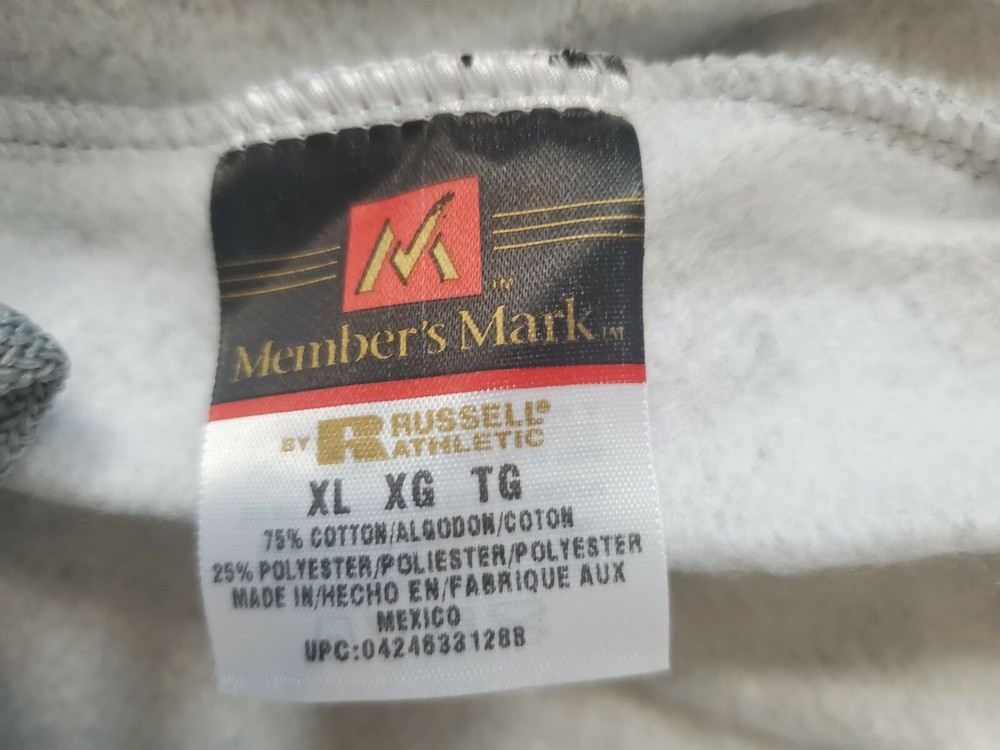 Member's Mark
BY RUSSELL®
ATHLETIC
XL XG TG
75% COTTON/ALGODON/COTON
25% POLYESTER/POLIESTER/POLYESTER
MADE IN/HECHO EN/FABRIQUE AUX
MEXICO
UPC:04246331288